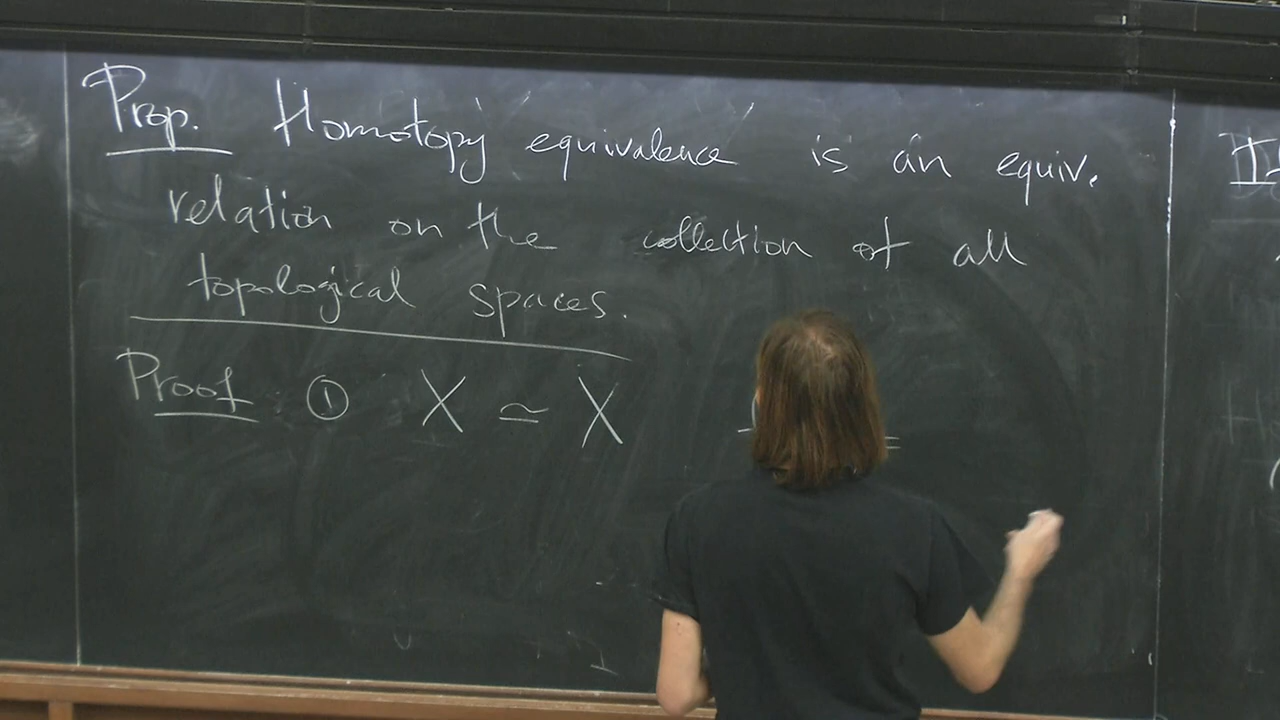 Prop. Homotopy equivalence is an equiv.
relation on the collection of all
topological spaces.
Proof ① X ≃ X =